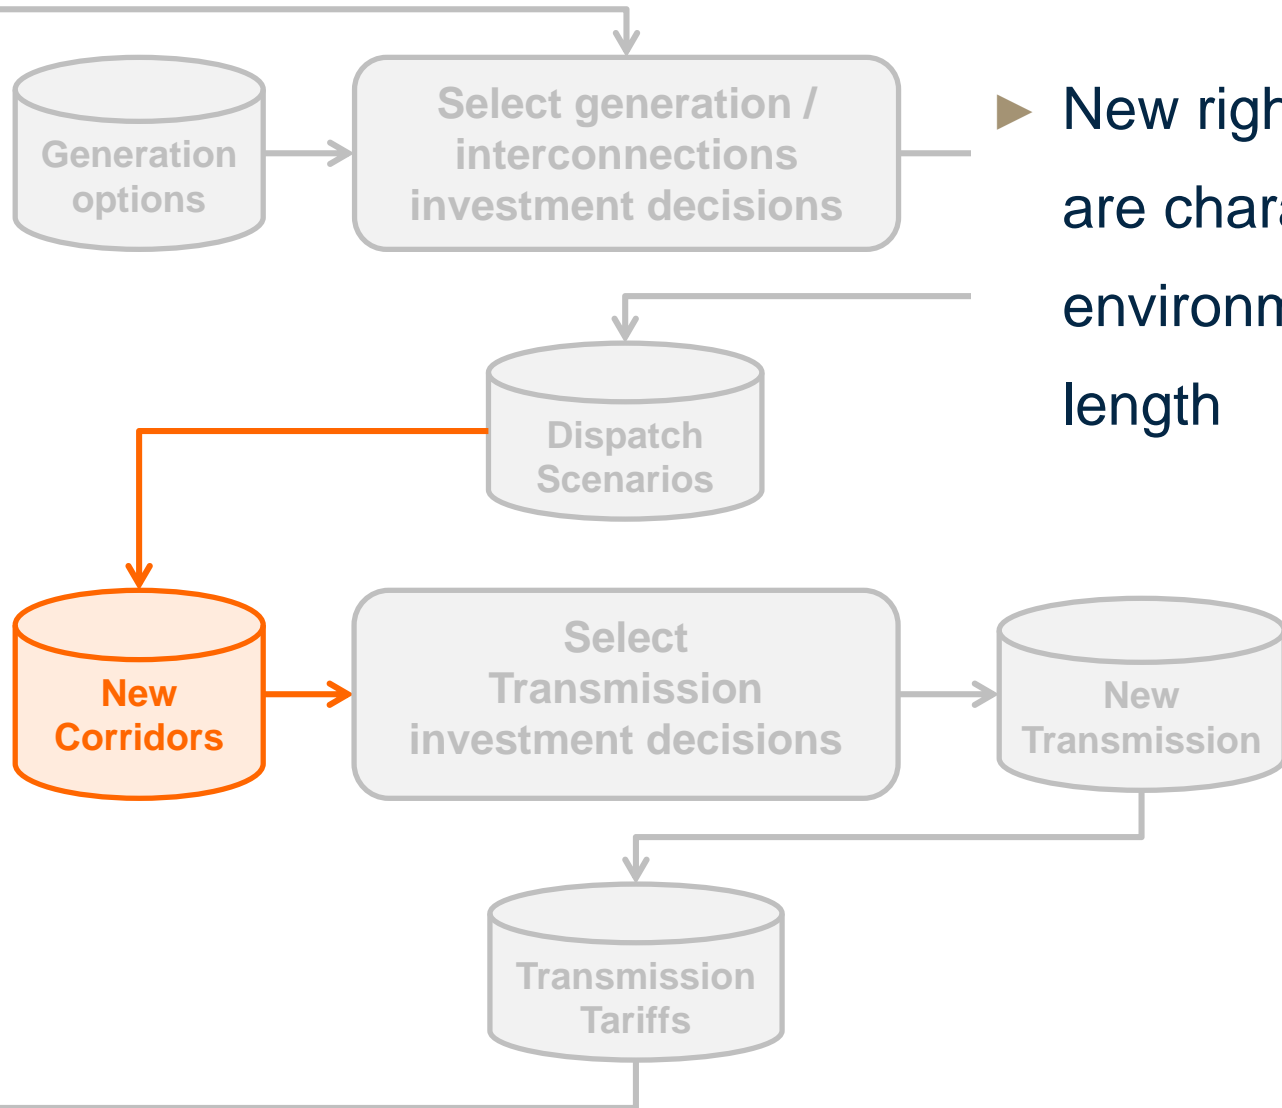 Generation
options
Select generation /
interconnections
investment decisions
New righ
are chara
environm
length
Dispatch
Scenarios
New
Corridors
Select
Transmission
investment decisions
New
Transmission
Transmission
Tariffs